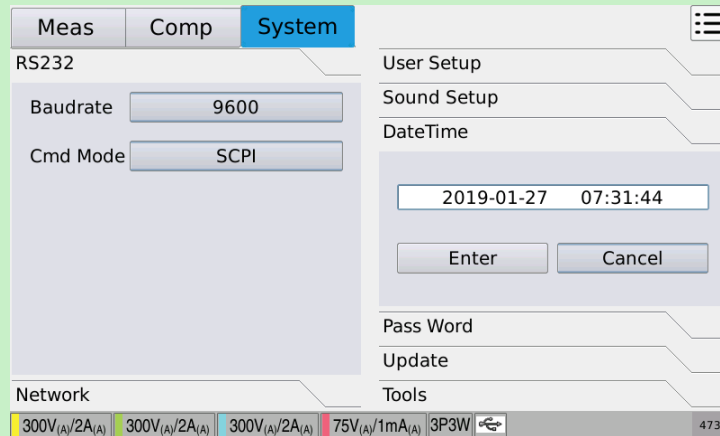 Meas Comp System
RS232
Baudrate 9600
Cmd Mode SCPI
Network
User Setup
Sound Setup
DateTime
2019-01-27 07:31:44
Enter Cancel
Pass Word
Update
Tools
300V(A)/2A(A) 300V(A)/2A(A) 300V(A)/2A(A) 75V(A)/1mA(A) 3P3W 473